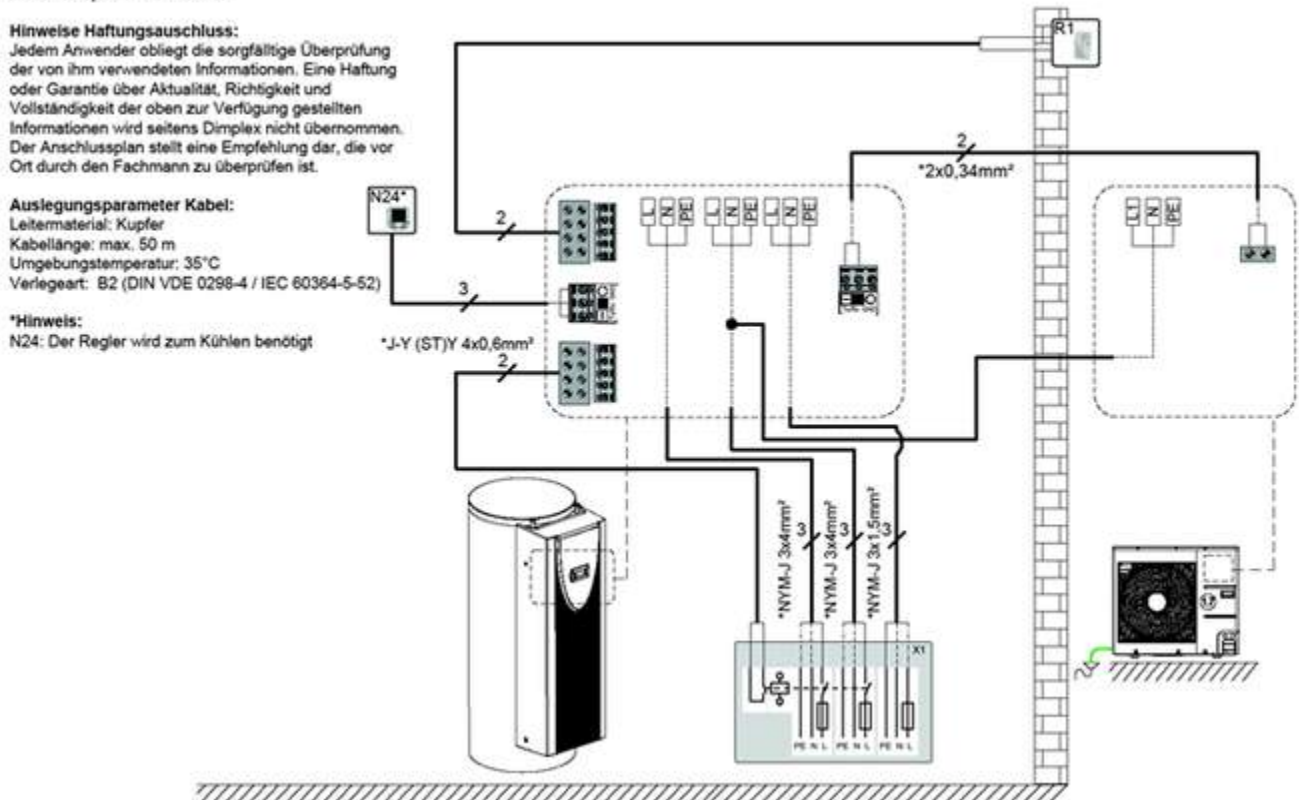 Hinweise Haftungsauschluss:
Jedem Anwender obliegt die sorgfältige Überprüfung
der von ihm verwendeten Informationen. Eine Haftung
oder Garantie über Aktualität, Richtigkeit und
Vollständigkeit der oben zur Verfügung gestellten
Informationen wird seitens Dimplex nicht übernommen.
Der Anschlussplan stellt eine Empfehlung dar, die vor
Ort durch den Fachmann zu überprüfen ist.
Auslegungsparameter Kabel:
Leitermaterial: Kupfer
Kabellänge: max. 50 m
Umgebungstemperatur: 35°C
Verlegeart: B2 (DIN VDE 0298-4 / IEC 60364-5-52)
*Hinweis:
N24: Der Regler wird zum Kühlen benötigt
R1
N24*
2
*2x0,34mm²
L N PE L N PE L N PE
L1 N PE
2
3
*J-Y (ST)Y 4x0,6mm²
2
*NYM-J 3x4mm²
3
*NYM-J 3x4mm²
3
*NYM-J 3x1,5mm²
3
X1
PE N L PE N L PE N L